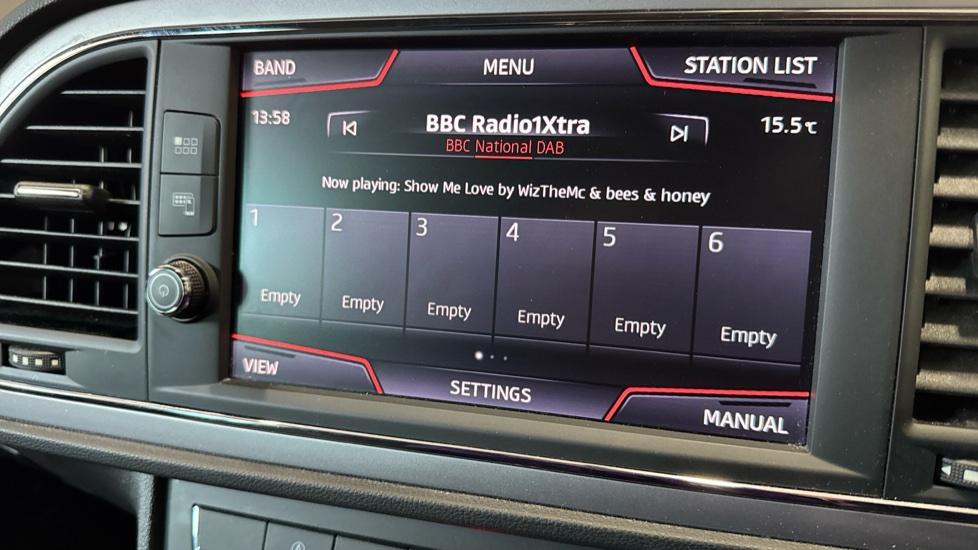 BAND MENU STATION LIST
13:58 BBC Radio1Xtra 15.5℃
BBC National DAB
Now playing: Show Me Love by WizTheMc & bees & honey
1 2 3 4 5 6
Empty Empty Empty Empty Empty Empty
VIEW SETTINGS MANUAL